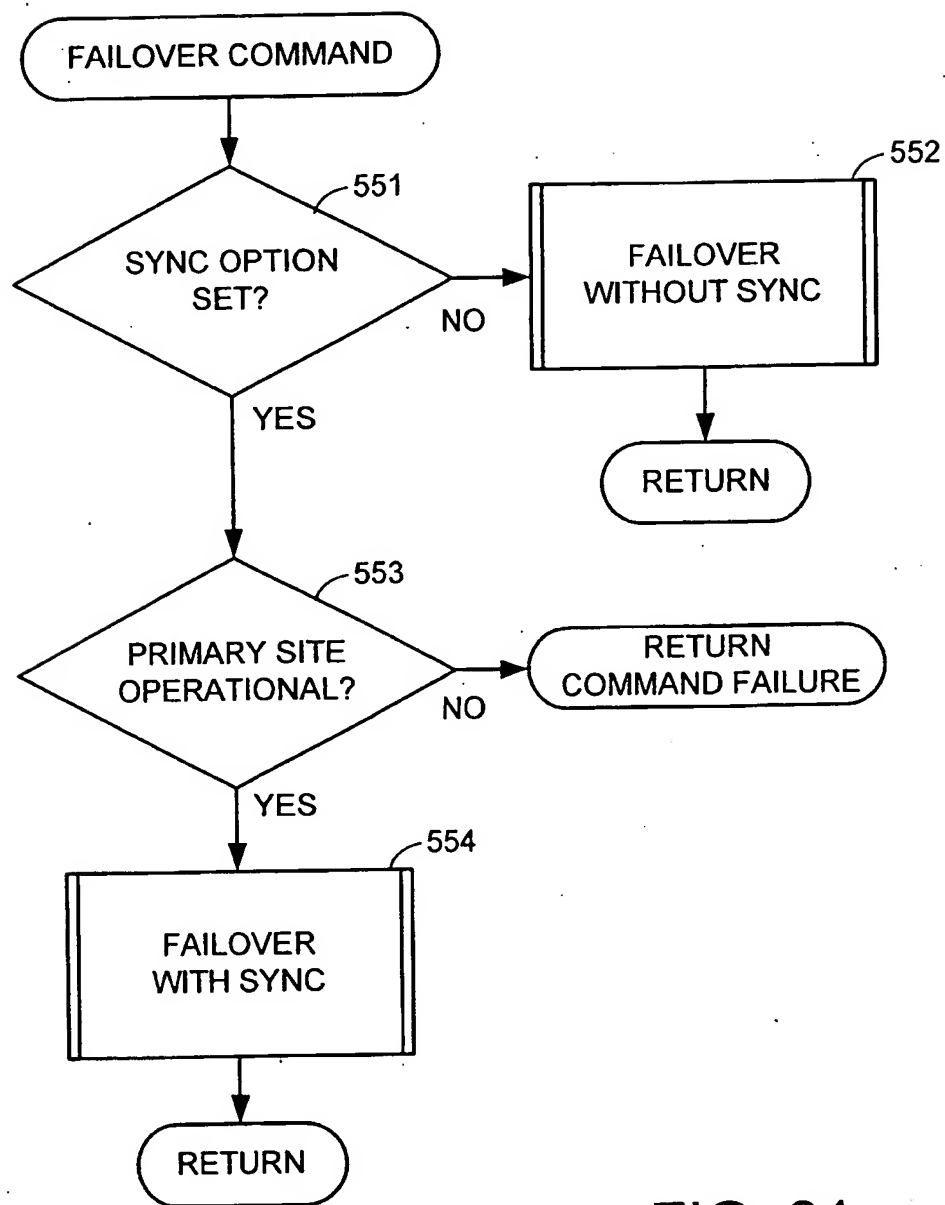 FAILOVER COMMAND
551
SYNC OPTION
SET?
NO
552
FAILOVER
WITHOUT SYNC
RETURN
YES
553
PRIMARY SITE
OPERATIONAL?
NO
RETURN
COMMAND FAILURE
YES
554
FAILOVER
WITH SYNC
RETURN